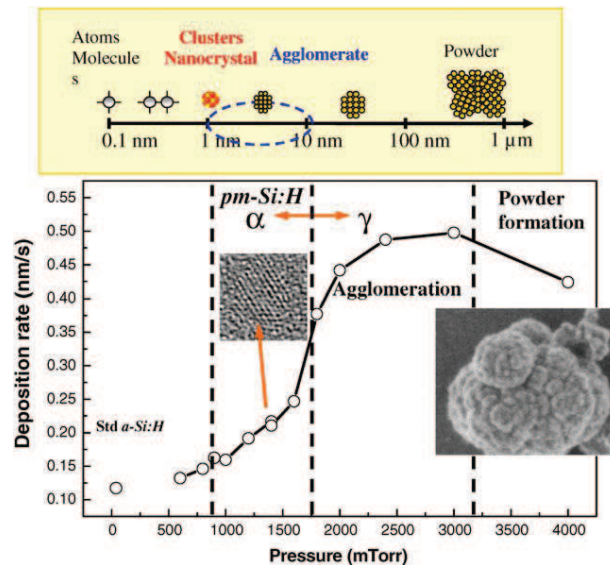 Atoms
Molecule
s
Clusters
Nanocrystal
Agglomerate
Powder
0.1 nm
1 nm
10 nm
100 nm
1 μm
pm-Si:H
α
γ
Powder
formation
Agglomeration
Std a-Si:H
0.55
0.50
0.45
0.40
0.35
0.30
0.25
0.20
0.15
0.10
Deposition rate (nm/s)
0 500 1000 1500 2000 2500 3000 3500 4000
Pressure (mTorr)